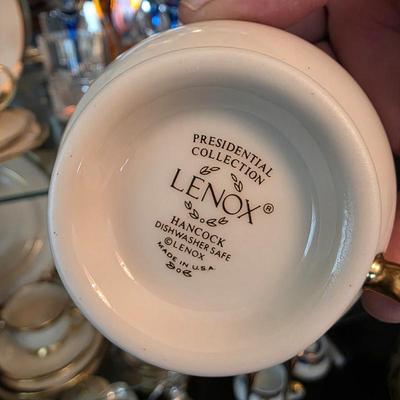 PRESIDENTIAL
COLLECTION
LENOX®
HANCOCK
DISHWASHER SAFE
©LENOX
MADE IN U.S.A.